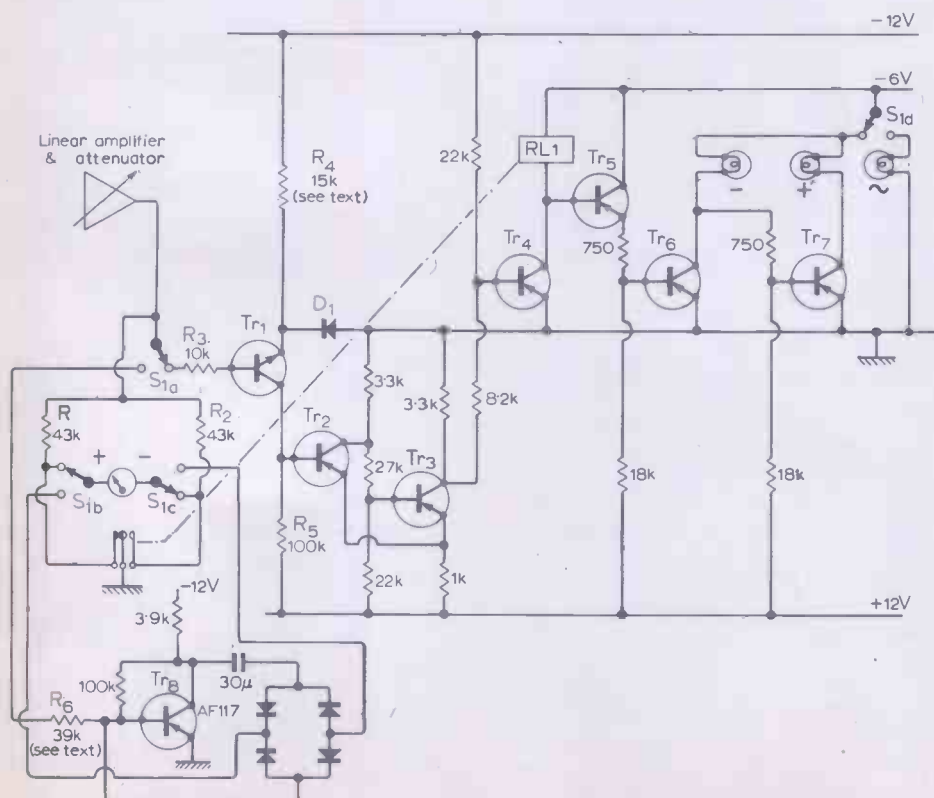 -12V
-6V
S1d
Linear amplifier
& attenuator
R4
15k
(see text)
22k
RL1
Tr5
-
+
~
Tr4
750
Tr6
750
Tr7
D1
R3.
10k
Tr1
S1a
3.3k
3.3k
8.2k
R
43k
R2
43k
Tr2
+
-
27k
Tr3
18k
18k
S1b
S1c
R5
100k
22k
1k
-12V
+12V
3.9k
30μ
100k
Tr8
AF117
R6
39k
(see text)